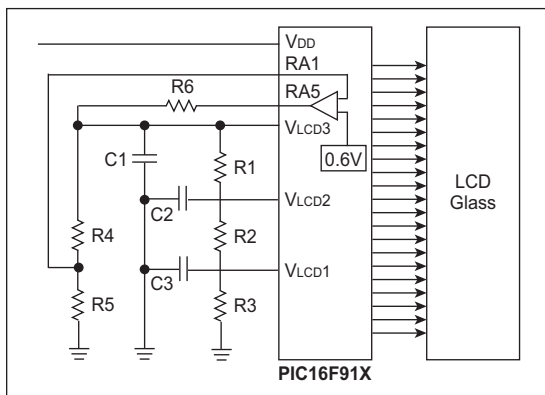 VDD
RA1
R6
RA5
VLCD3
C1
R1
0.6V
C2
VLCD2
LCD
Glass
R4
R2
C3
VLCD1
R5
R3
PIC16F91X